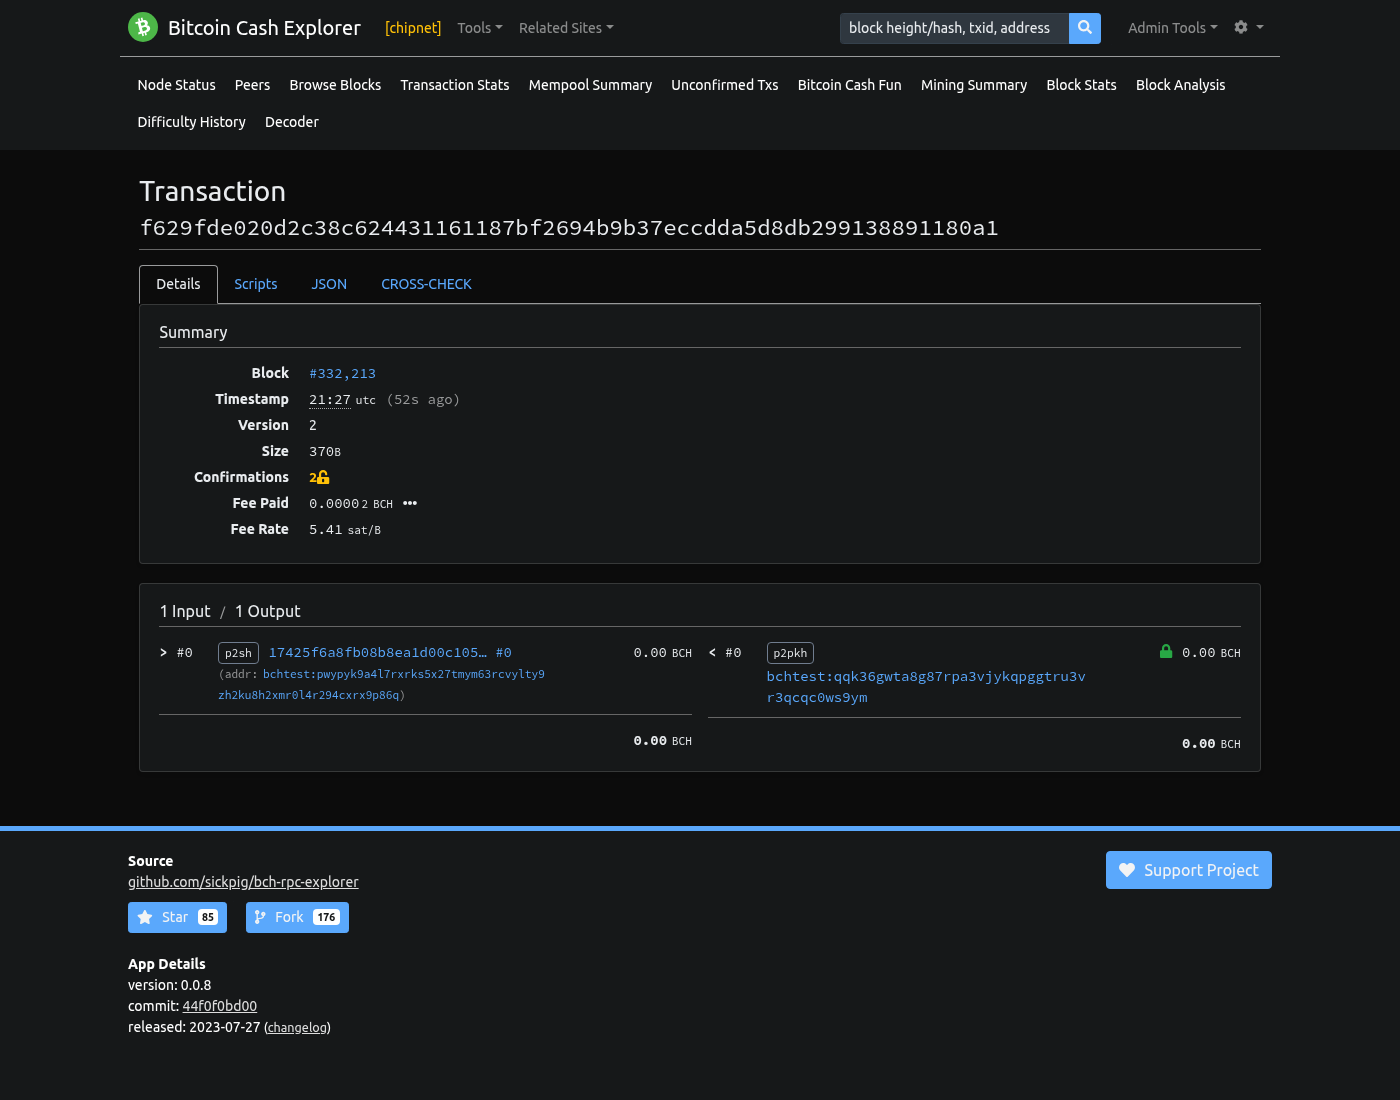 Bitcoin Cash Explorer [chipnet] Tools Related Sites block height/hash, txid, address Admin Tools
Node Status Peers Browse Blocks Transaction Stats Mempool Summary Unconfirmed Txs Bitcoin Cash Fun Mining Summary Block Stats Block Analysis
Difficulty History Decoder
Transaction
f629fde020d2c38c624431161187bf2694b9b37eccdda5d8db299138891180a1
Details Scripts JSON CROSS-CHECK
Summary
Block #332,213
Timestamp 21:27 utc (52s ago)
Version 2
Size 370B
Confirmations 2
Fee Paid 0.0000 2 BCH
Fee Rate 5.41 sat/B
1 Input / 1 Output
> #0 p2sh 17425f6a8fb08b8ea1d00c105… #0 0.00 BCH
(addr: bchtest:pwypyk9a4l7rxrks5x27tmym63rcvylty9
zh2ku8h2xmr0l4r294cxrx9p86q)
0.00 BCH
< #0 p2pkh 0.00 BCH
bchtest:qqk36gwta8g87rpa3vjykqpggtru3v
r3qcqc0ws9ym
0.00 BCH
Source
github.com/sickpig/bch-rpc-explorer
Star 85 Fork 176
Support Project
App Details
version: 0.0.8
commit: 44f0f0bd00
released: 2023-07-27 (changelog)